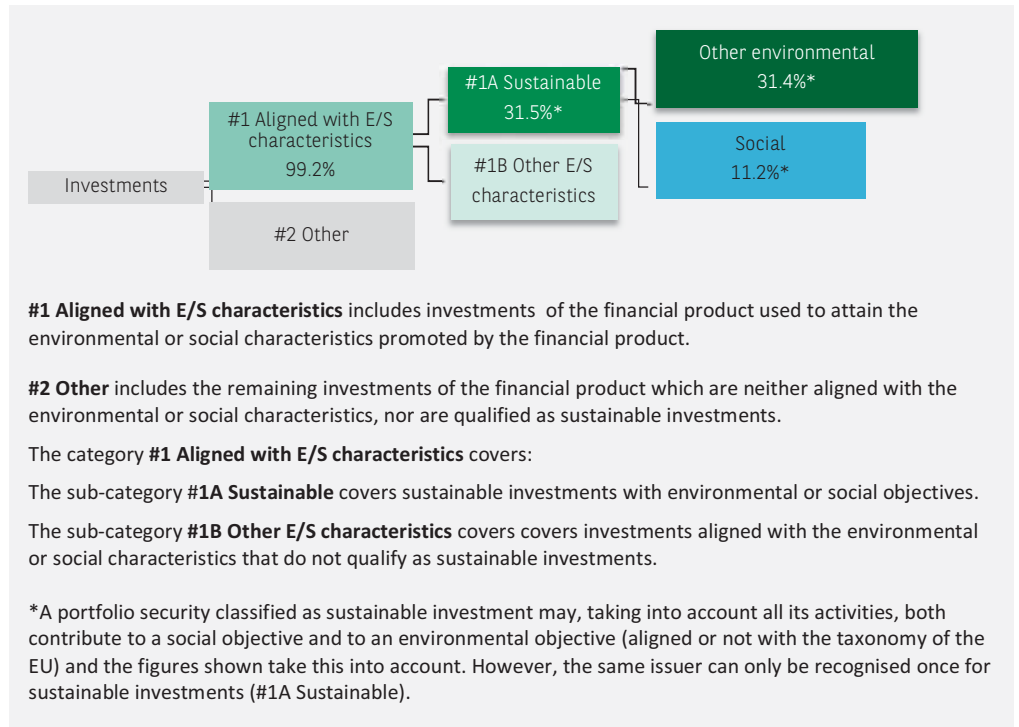 Other environmental
31.4%*
#1A Sustainable
31.5%*
#1 Aligned with E/S
characteristics
99.2%
Social
11.2%*
#1B Other E/S
characteristics
Investments
#2 Other
#1 Aligned with E/S characteristics includes investments of the financial product used to attain the
environmental or social characteristics promoted by the financial product.
#2 Other includes the remaining investments of the financial product which are neither aligned with the
environmental or social characteristics, nor are qualified as sustainable investments.
The category #1 Aligned with E/S characteristics covers:
The sub-category #1A Sustainable covers sustainable investments with environmental or social objectives.
The sub-category #1B Other E/S characteristics covers covers investments aligned with the environmental
or social characteristics that do not qualify as sustainable investments.
*A portfolio security classified as sustainable investment may, taking into account all its activities, both
contribute to a social objective and to an environmental objective (aligned or not with the taxonomy of the
EU) and the figures shown take this into account. However, the same issuer can only be recognised once for
sustainable investments (#1A Sustainable).